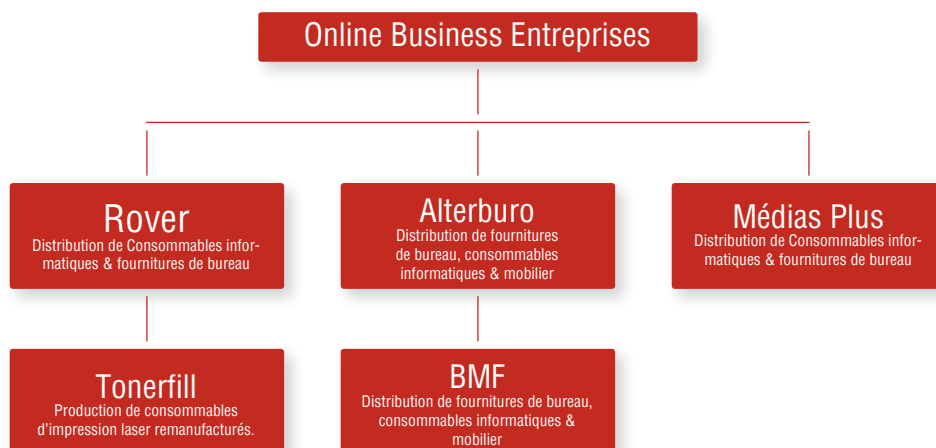 Online Business Entreprises
Rover
Distribution de Consommables infor-
matiques & fournitures de bureau
Alterburo
Distribution de fournitures
de bureau, consommables
informatiques & mobilier
Médias Plus
Distribution de Consommables infor-
matiques & fournitures de bureau
Tonerfill
Production de consommables
d'impression laser remanufacturés.
BMF
Distribution de fournitures de bureau,
consommables informatiques &
mobilier